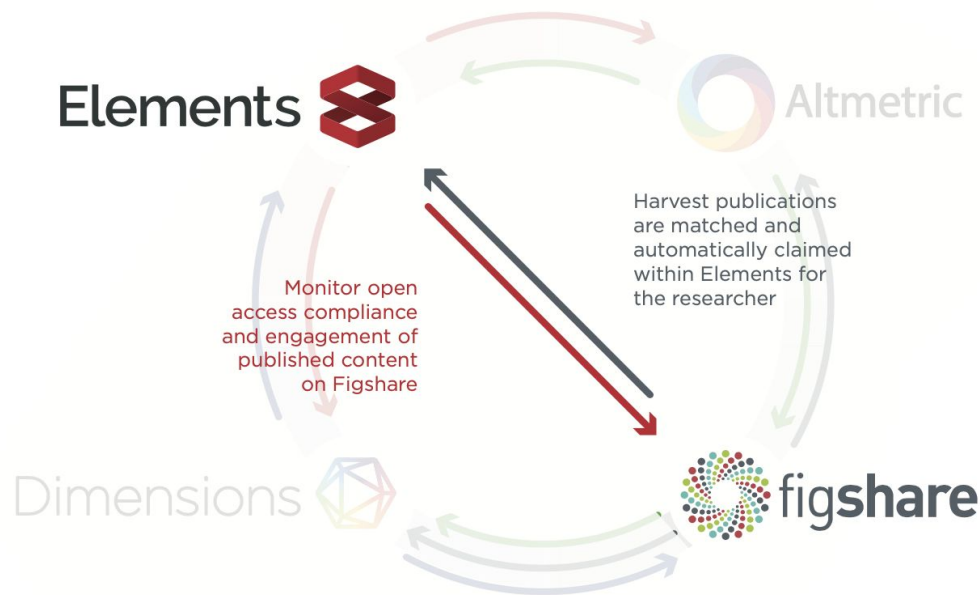 Elements
Altmetric
Harvest publications
are matched and
automatically claimed
within Elements for
the researcher
Monitor open
access compliance
and engagement of
published content
on Figshare
Dimensions
figshare